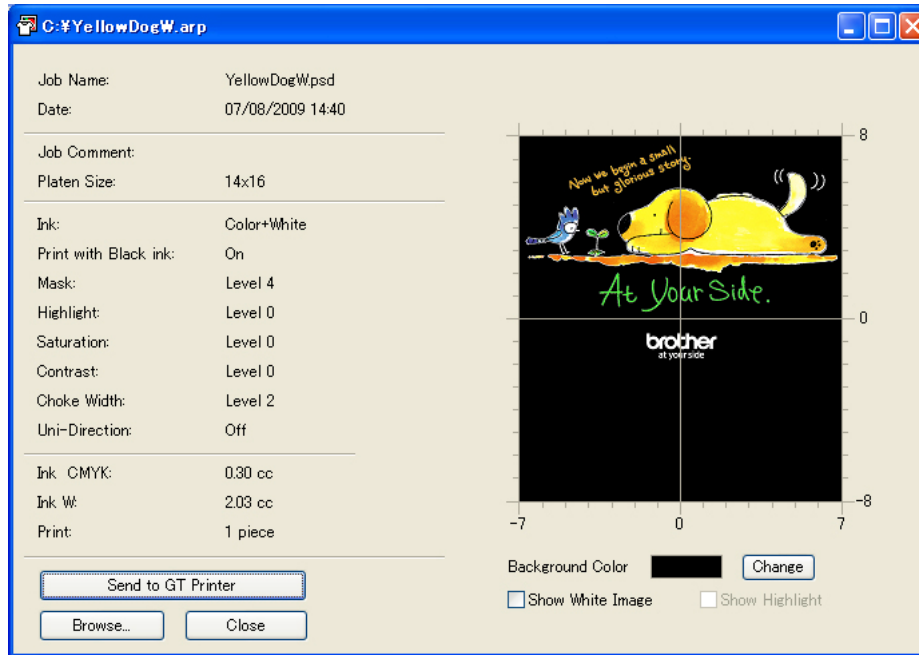 C:¥YellowDogW.arp
Job Name: YellowDogW.psd
Date: 07/08/2009 14:40
Job Comment:
Platen Size: 14x16
Ink: Color+White
Print with Black ink: On
Mask: Level 4
Highlight: Level 0
Saturation: Level 0
Contrast: Level 0
Choke Width: Level 2
Uni-Direction: Off
Ink CMYK: 0.30 cc
Ink W: 2.03 cc
Print: 1 piece
Send to GT Printer
Browse... Close
8
Now we begin a small
but glorious story.
At your Side.
0
brother
at your side
-8
-7 0 7
Background Color Change
Show White Image Show Highlight